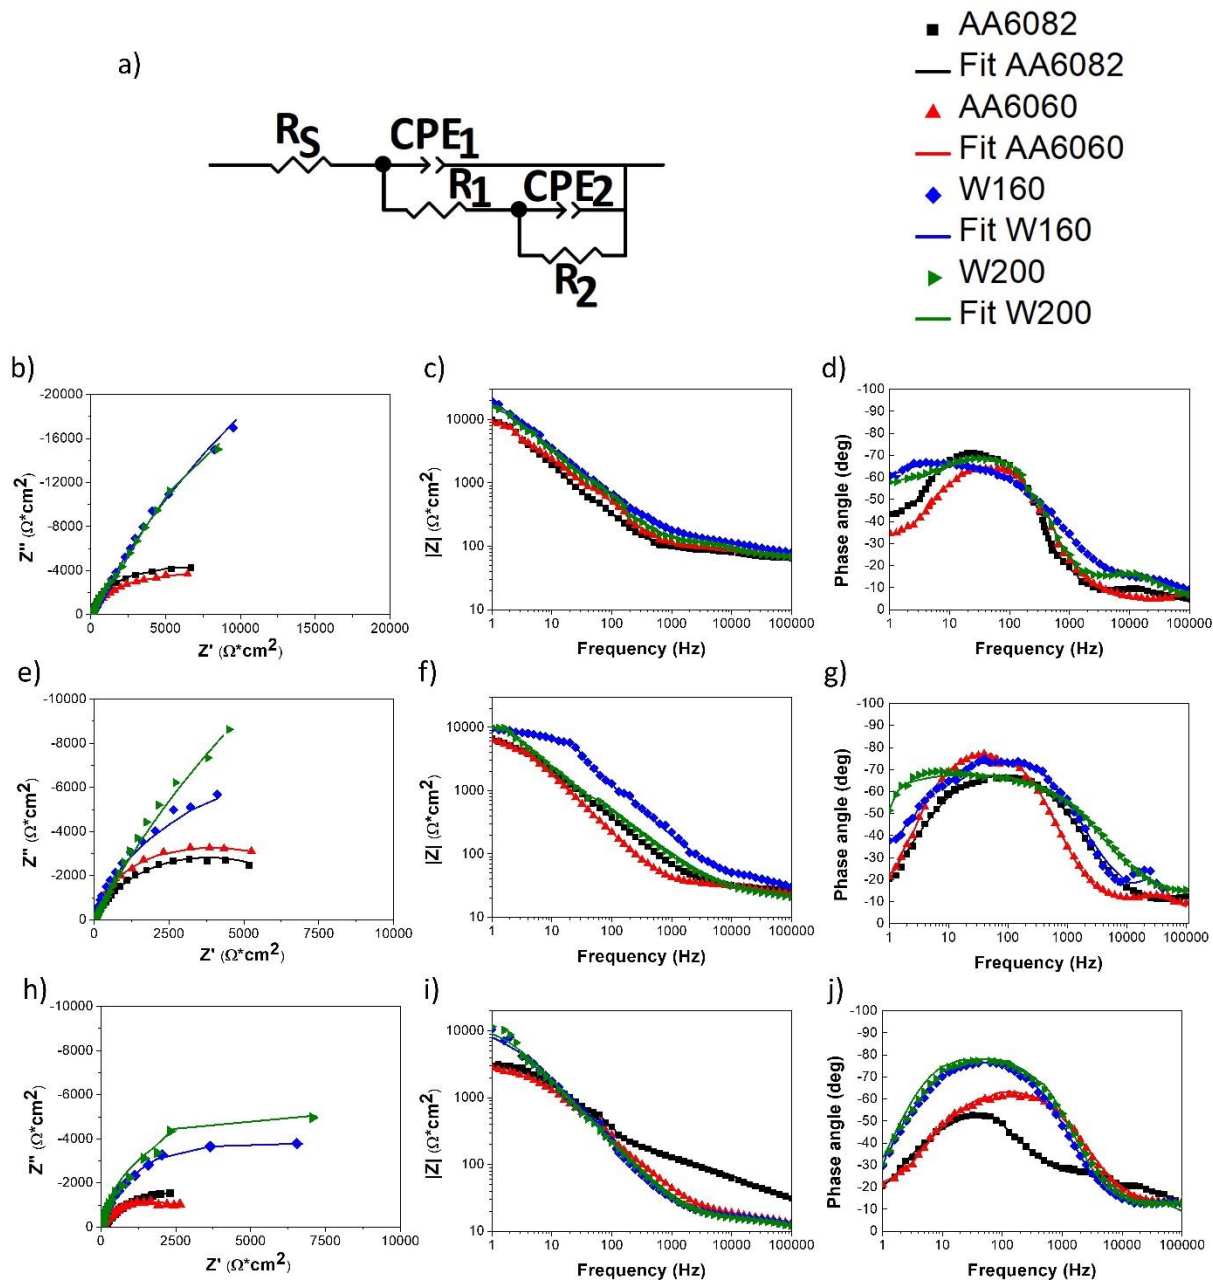 a)
R_S
CPE_1
R_1
CPE_2
R_2
AA6082
Fit AA6082
AA6060
Fit AA6060
W160
Fit W160
W200
Fit W200
b)
-20000
-16000
-12000
-8000
-4000
0
Z'' (Ω*cm2)
0 5000 10000 15000 20000
Z' (Ω*cm2)
c)
10000
1000
100
10
|Z| (Ω*cm2)
1 10 100 1000 10000 100000
Frequency (Hz)
d)
-100
-90
-80
-70
-60
-50
-40
-30
-20
-10
0
Phase angle (deg)
1 10 100 1000 10000 100000
Frequency (Hz)
e)
-10000
-8000
-6000
-4000
-2000
0
Z'' (Ω*cm2)
0 2500 5000 7500 10000
Z' (Ω*cm2)
f)
10000
1000
100
10
|Z| (Ω*cm2)
1 10 100 1000 10000 100000
Frequency (Hz)
g)
-100
-90
-80
-70
-60
-50
-40
-30
-20
-10
0
Phase angle (deg)
1 10 100 1000 10000 100000
Frequency (Hz)
h)
-10000
-8000
-6000
-4000
-2000
0
Z'' (Ω*cm2)
0 2500 5000 7500 10000
Z' (Ω*cm2)
i)
10000
1000
100
10
|Z| (Ω*cm2)
1 10 100 1000 10000 100000
Frequency (Hz)
j)
-100
-90
-80
-70
-60
-50
-40
-30
-20
-10
0
Phase angle (deg)
1 10 100 1000 10000 100000
Frequency (Hz)